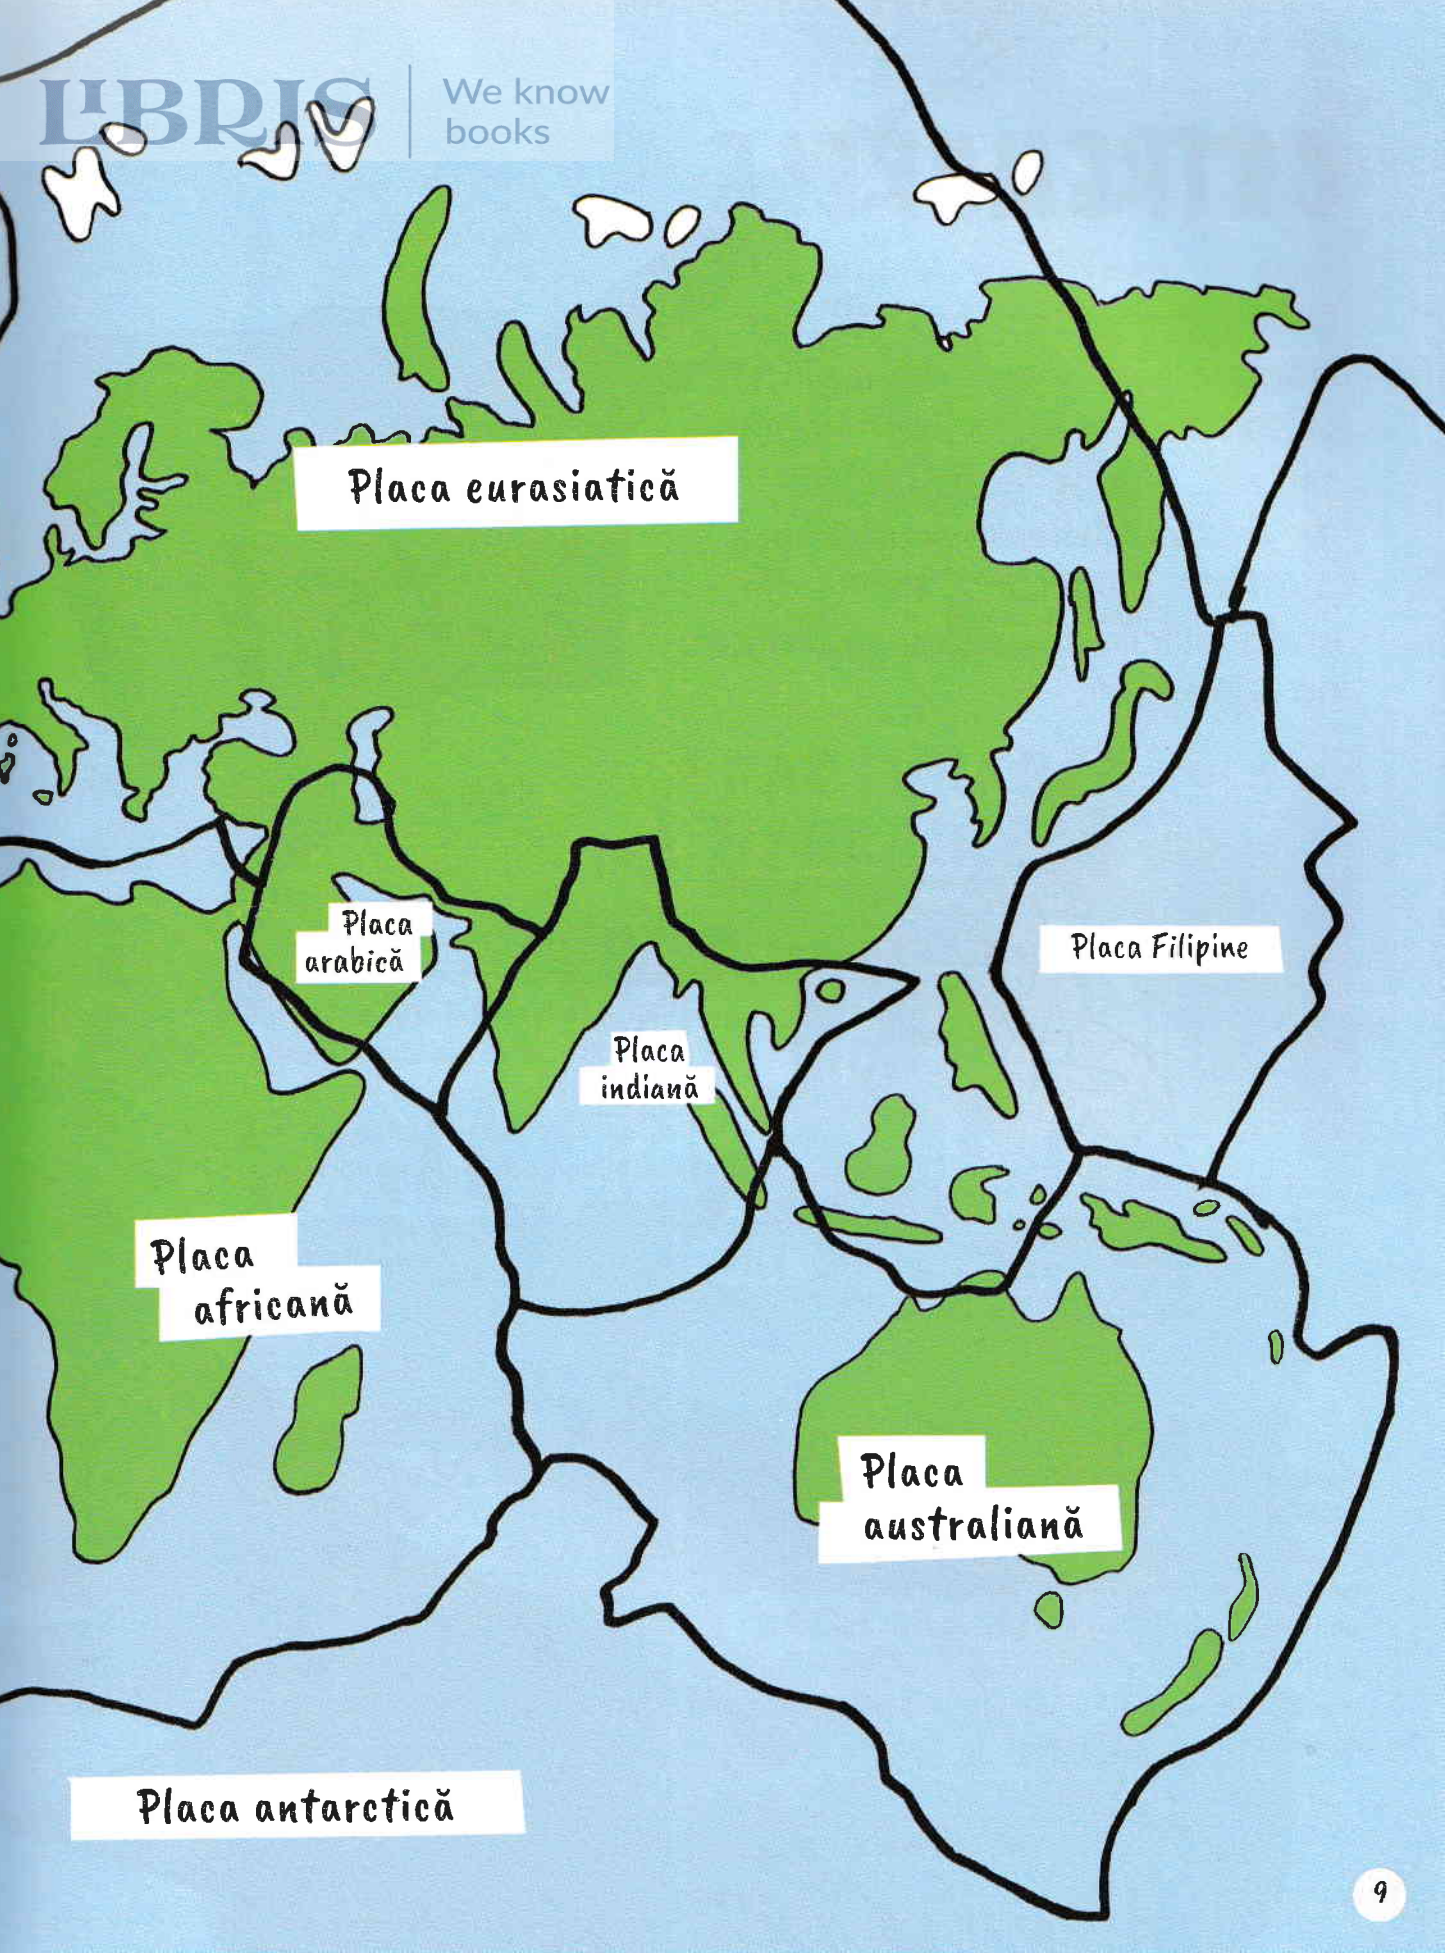 LIBRIS
We know
books
Placa eurasiatică
Placa
arabică
Placa Filipine
Placa
indiană
Placa
africană
Placa
australiană
Placa antarctică
9